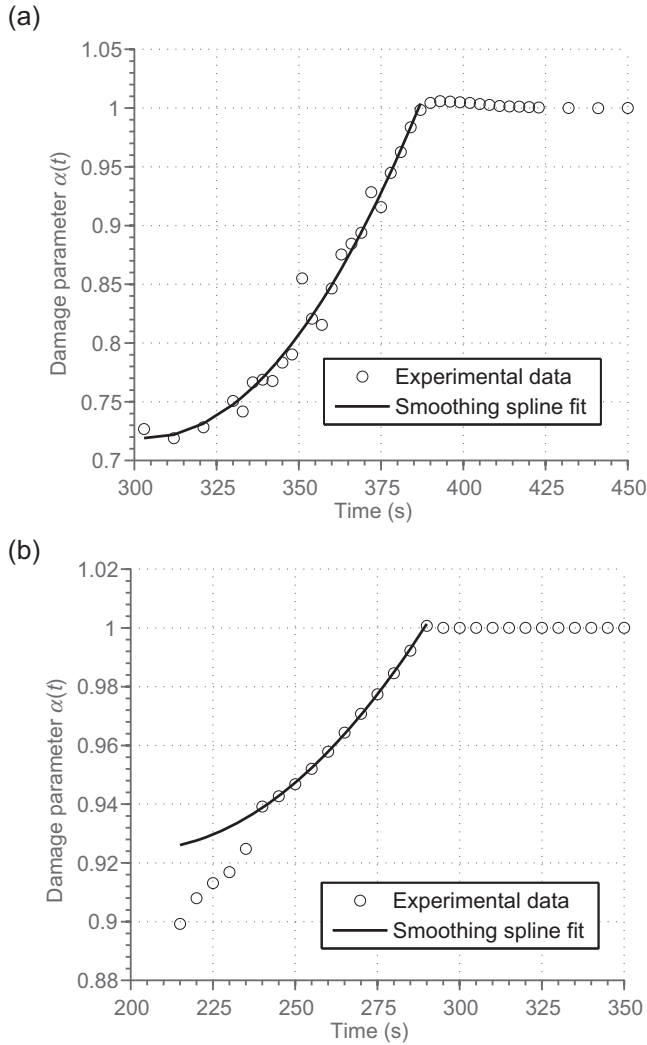 (a)
1.05
1
0.95
0.9
0.85
0.8
0.75
0.7
Damage parameter α(t)
Experimental data
Smoothing spline fit
300 325 350 375 400 425 450
Time (s)
(b)
1.02
1
0.98
0.96
0.94
0.92
0.9
0.88
Damage parameter α(t)
Experimental data
Smoothing spline fit
200 225 250 275 300 325 350
Time (s)